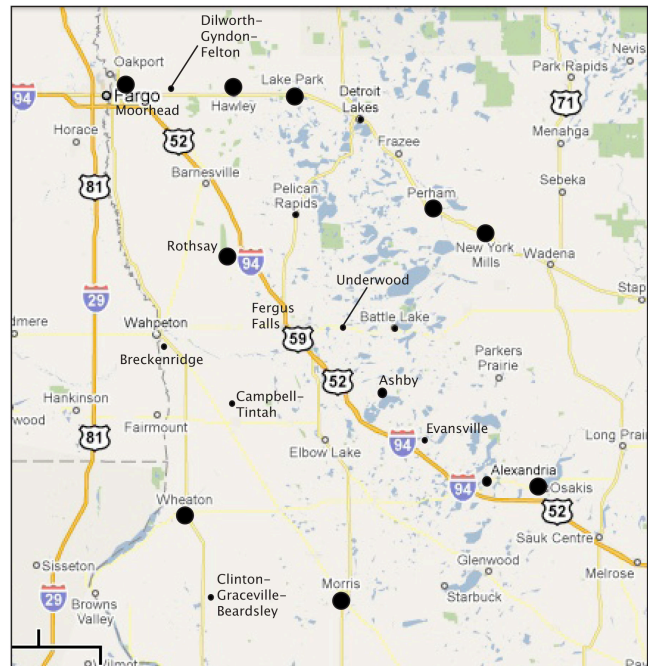 Dilworth–
Gyndon–
Felton
Nevis
Oakport
Park Rapids
94
Fargo
Moorhead
Hawley
Lake Park
Detroit
Lakes
71
Horace
52
Menahga
Frazee
Barnesville
81
Pelican
Rapids
Sebeka
Perham
Rothsay
94
New York
Mills
Wadena
Underwood
29
Stap
Fergus
Falls
Battle Lake
dmere
Wahpeton
59
Breckenridge
Parkers
Prairie
52
Ashby
Hankinson
Campbell–
Tintah
wood
Fairmount
Evansville
81
94
Long Prai
Elbow Lake
Alexandria
94
Osakis
Wheaton
52
Sauk Centre
Sisseton
Glenwood
Melrose
Clinton–
Graceville–
Beardsley
Morris
29
Browns
Valley
Starbuck
Wilmot